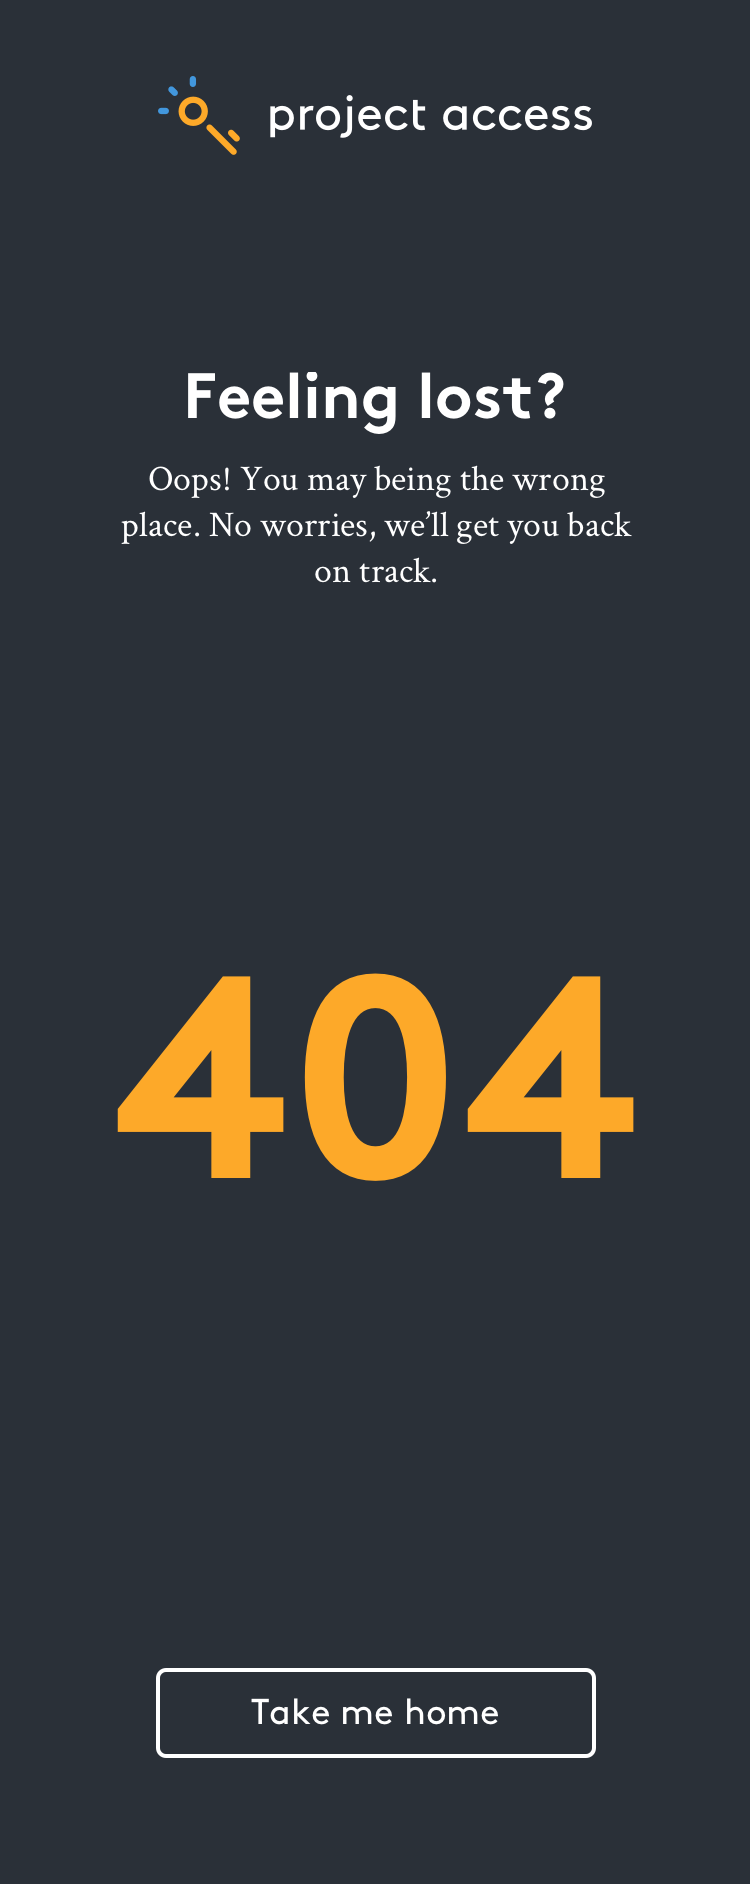 project access
Feeling lost?
Oops! You may being the wrong
place. No worries, we’ll get you back
on track.
404
Take me home